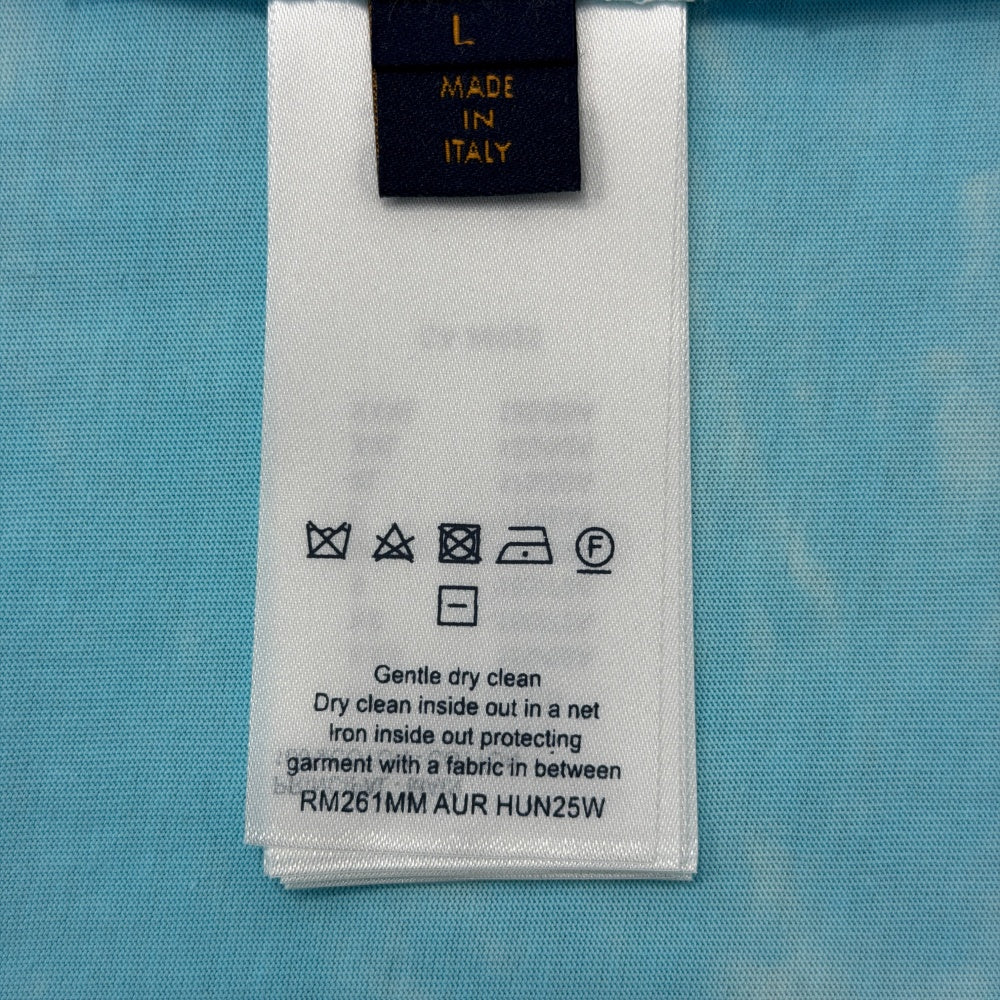 L
MADE
IN
ITALY
F
Gentle dry clean
Dry clean inside out in a net
Iron inside out protecting
garment with a fabric in between
RM261MM AUR HUN25W